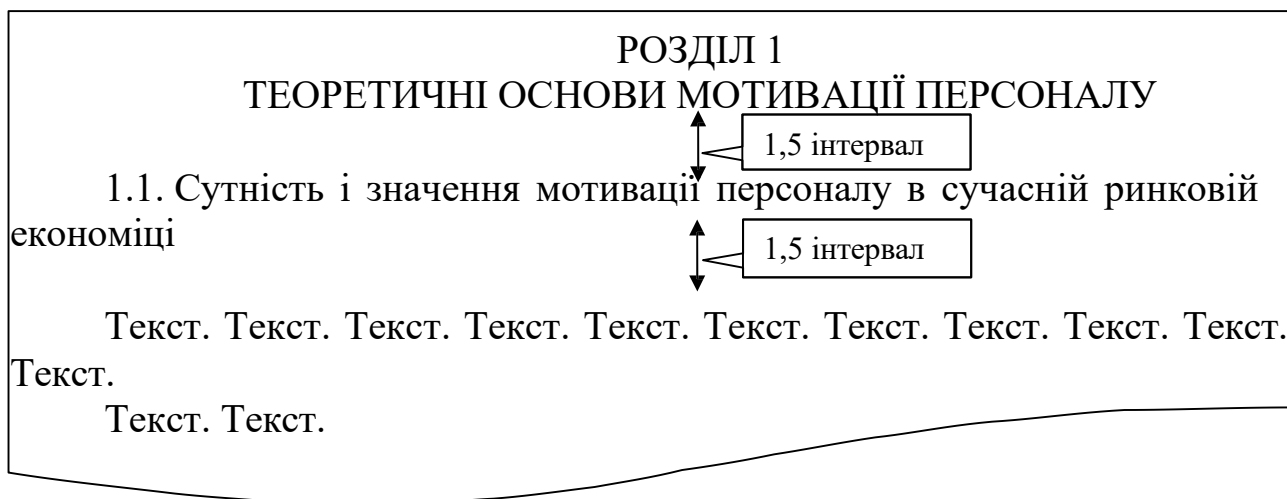 РОЗДІЛ 1
ТЕОРЕТИЧНІ ОСНОВИ МОТИВАЦІЇ ПЕРСОНАЛУ
1,5 інтервал
1.1. Сутність і значення мотивації персоналу в сучасній ринковій
економіці
1,5 інтервал
Текст. Текст. Текст. Текст. Текст. Текст. Текст. Текст. Текст. Текст.
Текст.
Текст. Текст.